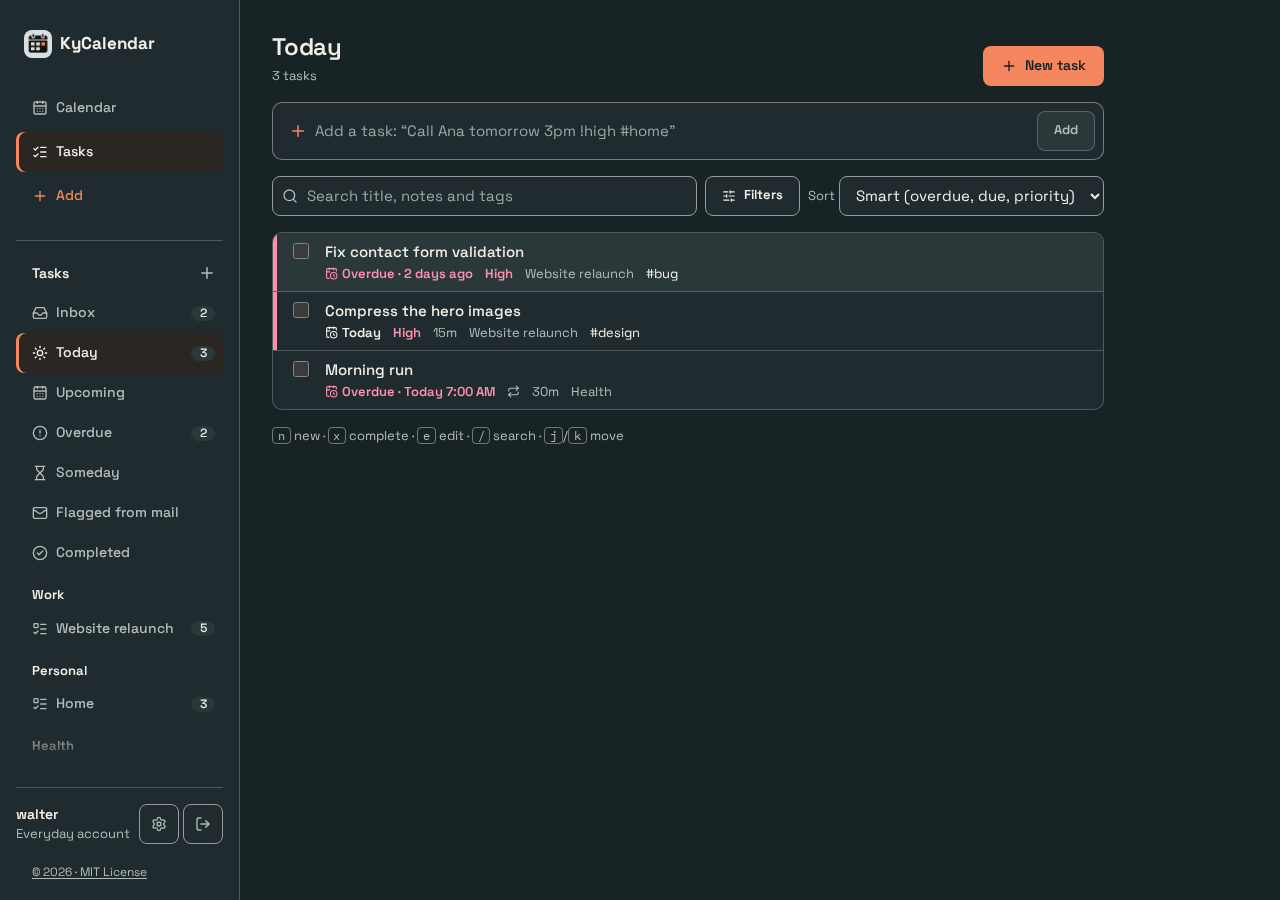 KyCalendar
Calendar
Tasks
Add
Tasks
Inbox 2
Today 3
Upcoming
Overdue 2
Someday
Flagged from mail
Completed
Work
Website relaunch 5
Personal
Home 3
Health
walter
Everyday account
© 2026 · MIT License
Today
3 tasks
New task
Add a task: “Call Ana tomorrow 3pm !high #home” Add
Search title, notes and tags Filters Sort Smart (overdue, due, priority)
Fix contact form validation
Overdue · 2 days ago High Website relaunch #bug
Compress the hero images
Today High 15m Website relaunch #design
Morning run
Overdue · Today 7:00 AM 30m Health
n new · x complete · e edit · / search · j/k move